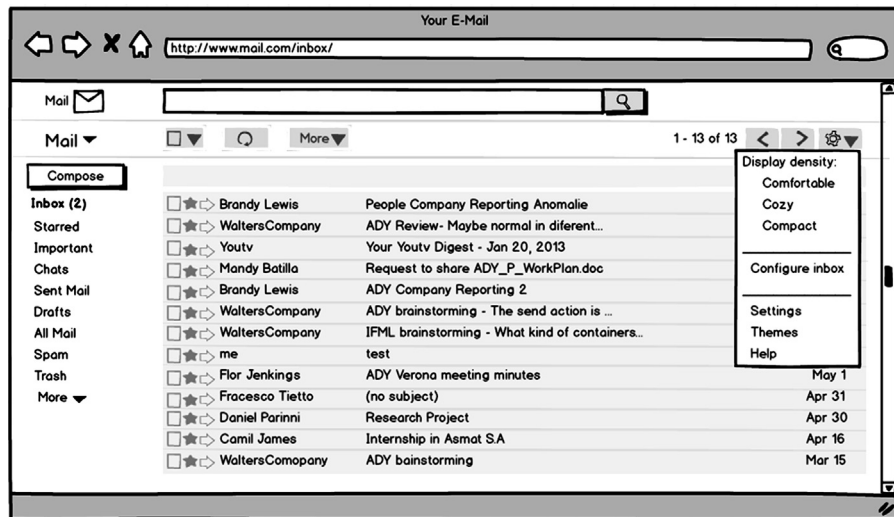 Your E-Mail
http://www.mail.com/inbox/
Mail
Mail More 1 - 13 of 13
Display density:
Comfortable
Cozy
Compact
Configure inbox
Settings
Themes
Help
Compose
Inbox (2)
Starred
Important
Chats
Sent Mail
Drafts
All Mail
Spam
Trash
More
Brandy Lewis People Company Reporting Anomalie
WaltersCompany ADY Review- Maybe normal in diferent...
Youtv Your Youtv Digest - Jan 20, 2013
Mandy Batilla Request to share ADY_P_WorkPlan.doc
Brandy Lewis ADY Company Reporting 2
WaltersCompany ADY brainstorming - The send action is ...
WaltersCompany IFML brainstorming - What kind of containers...
me test
Flor Jenkings ADY Verona meeting minutes May 1
Fracesco Tietto (no subject) Apr 31
Daniel Parinni Research Project Apr 30
Camil James Internship in Asmat S.A Apr 16
WaltersComopany ADY bainstorming Mar 15